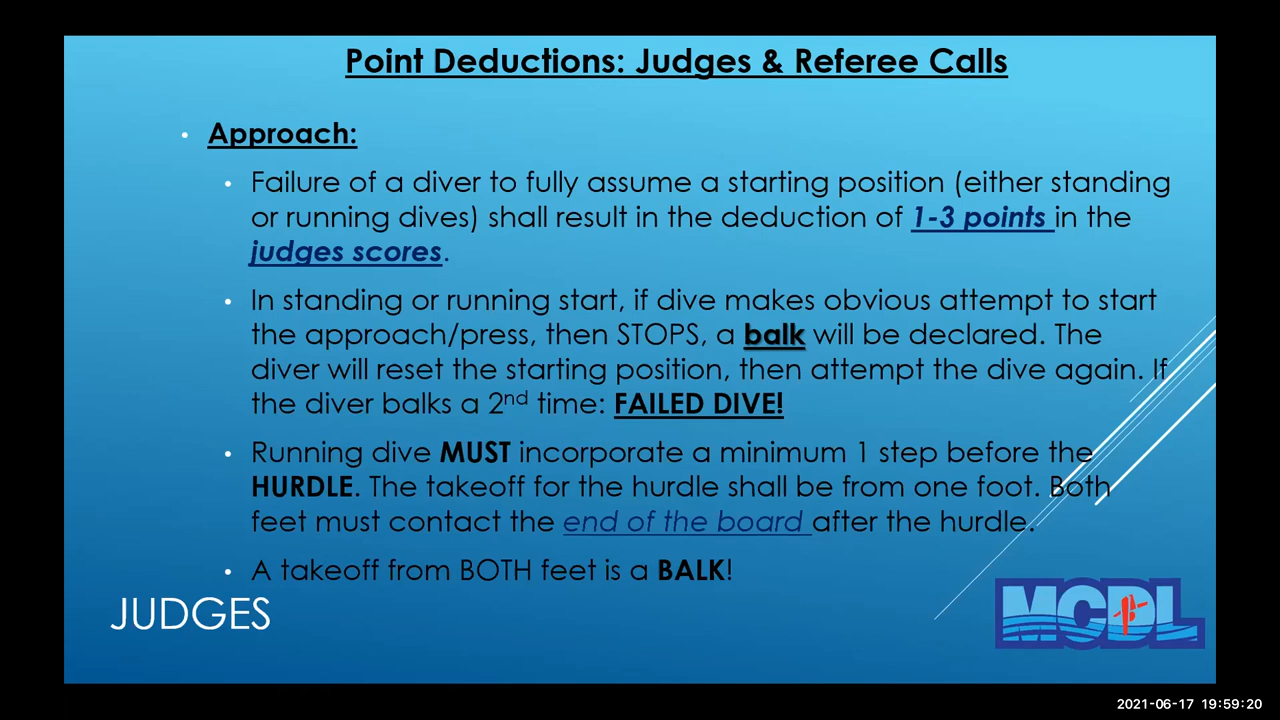 Point Deductions: Judges & Referee Calls
• Approach:
• Failure of a diver to fully assume a starting position (either standing
or running dives) shall result in the deduction of 1-3 points in the
judges scores.
• In standing or running start, if dive makes obvious attempt to start
the approach/press, then STOPS, a balk will be declared. The
diver will reset the starting position, then attempt the dive again. If
the diver balks a 2nd time: FAILED DIVE!
• Running dive MUST incorporate a minimum 1 step before the
HURDLE. The takeoff for the hurdle shall be from one foot. Both
feet must contact the end of the board after the hurdle.
• A takeoff from BOTH feet is a BALK!
JUDGES
MCDL
2021-06-17 19:59:20